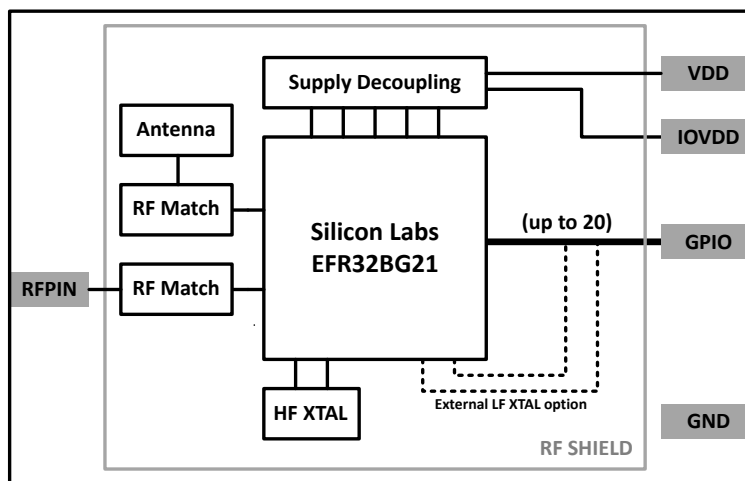 Supply Decoupling
VDD
Antenna
IOVDD
RF Match
Silicon Labs
EFR32BG21
(up to 20)
GPIO
RFPIN
RF Match
HF XTAL
External LF XTAL option
GND
RF SHIELD